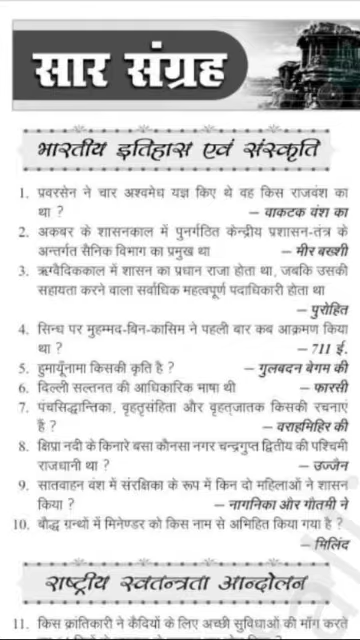 सार संग्रह
भारतीय इतिहास एवं संस्कृति
1. प्रवरसेन ने चार अश्वमेध यज्ञ किए थे वह किस राजवंश का
था ? – वाकटक वंश का
2. अकबर के शासनकाल में पुनर्गठित केन्द्रीय प्रशासन-तंत्र के
अन्तर्गत सैनिक विभाग का प्रमुख था – मीर बख्शी
3. ऋग्वैदिककाल में शासन का प्रधान राजा होता था, जबकि उसकी
सहायता करने वाला सर्वाधिक महत्वपूर्ण पदाधिकारी होता था
– पुरोहित
4. सिन्ध पर मुहम्मद-बिन-कासिम ने पहली बार कब आक्रमण किया
था ? – 711 ई.
5. हुमायूँनामा किसकी कृति है ? – गुलबदन बेगम की
6. दिल्ली सल्तनत की आधिकारिक भाषा थी – फारसी
7. पंचसिद्धान्तिका, वृहत्संहिता और वृहत्जातक किसकी रचनाएं
हैं ? – वराहमिहिर की
8. क्षिप्रा नदी के किनारे बसा कौनसा नगर चन्द्रगुप्त द्वितीय की पश्चिमी
राजधानी था ? – उज्जैन
9. सातवाहन वंश में संरक्षिका के रूप में किन दो महिलाओं ने शासन
किया ? – नागनिका और गौतमी ने
10. बौद्ध ग्रन्थों में मिनेण्डर को किस नाम से अभिहित किया गया है ?
– मिलिंद
राष्ट्रीय स्वतन्त्रता आन्दोलन
11. किस क्रांतिकारी ने कैदियों के लिए अच्छी सुविधाओं की माँग करते